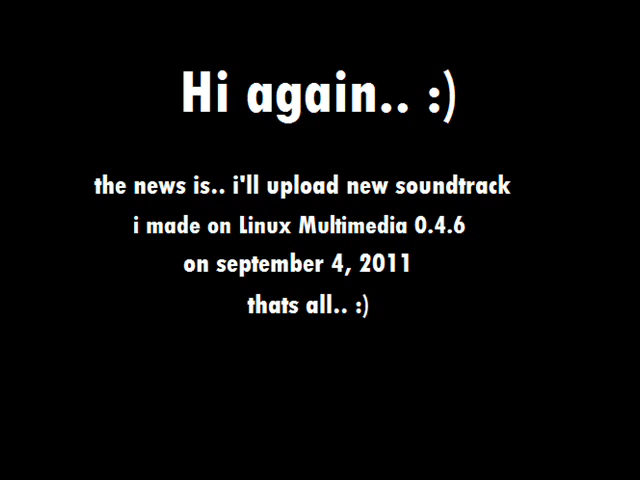 Hi again.. :)
the news is.. i'll upload new soundtrack
i made on Linux Multimedia 0.4.6
on september 4, 2011
thats all.. :)